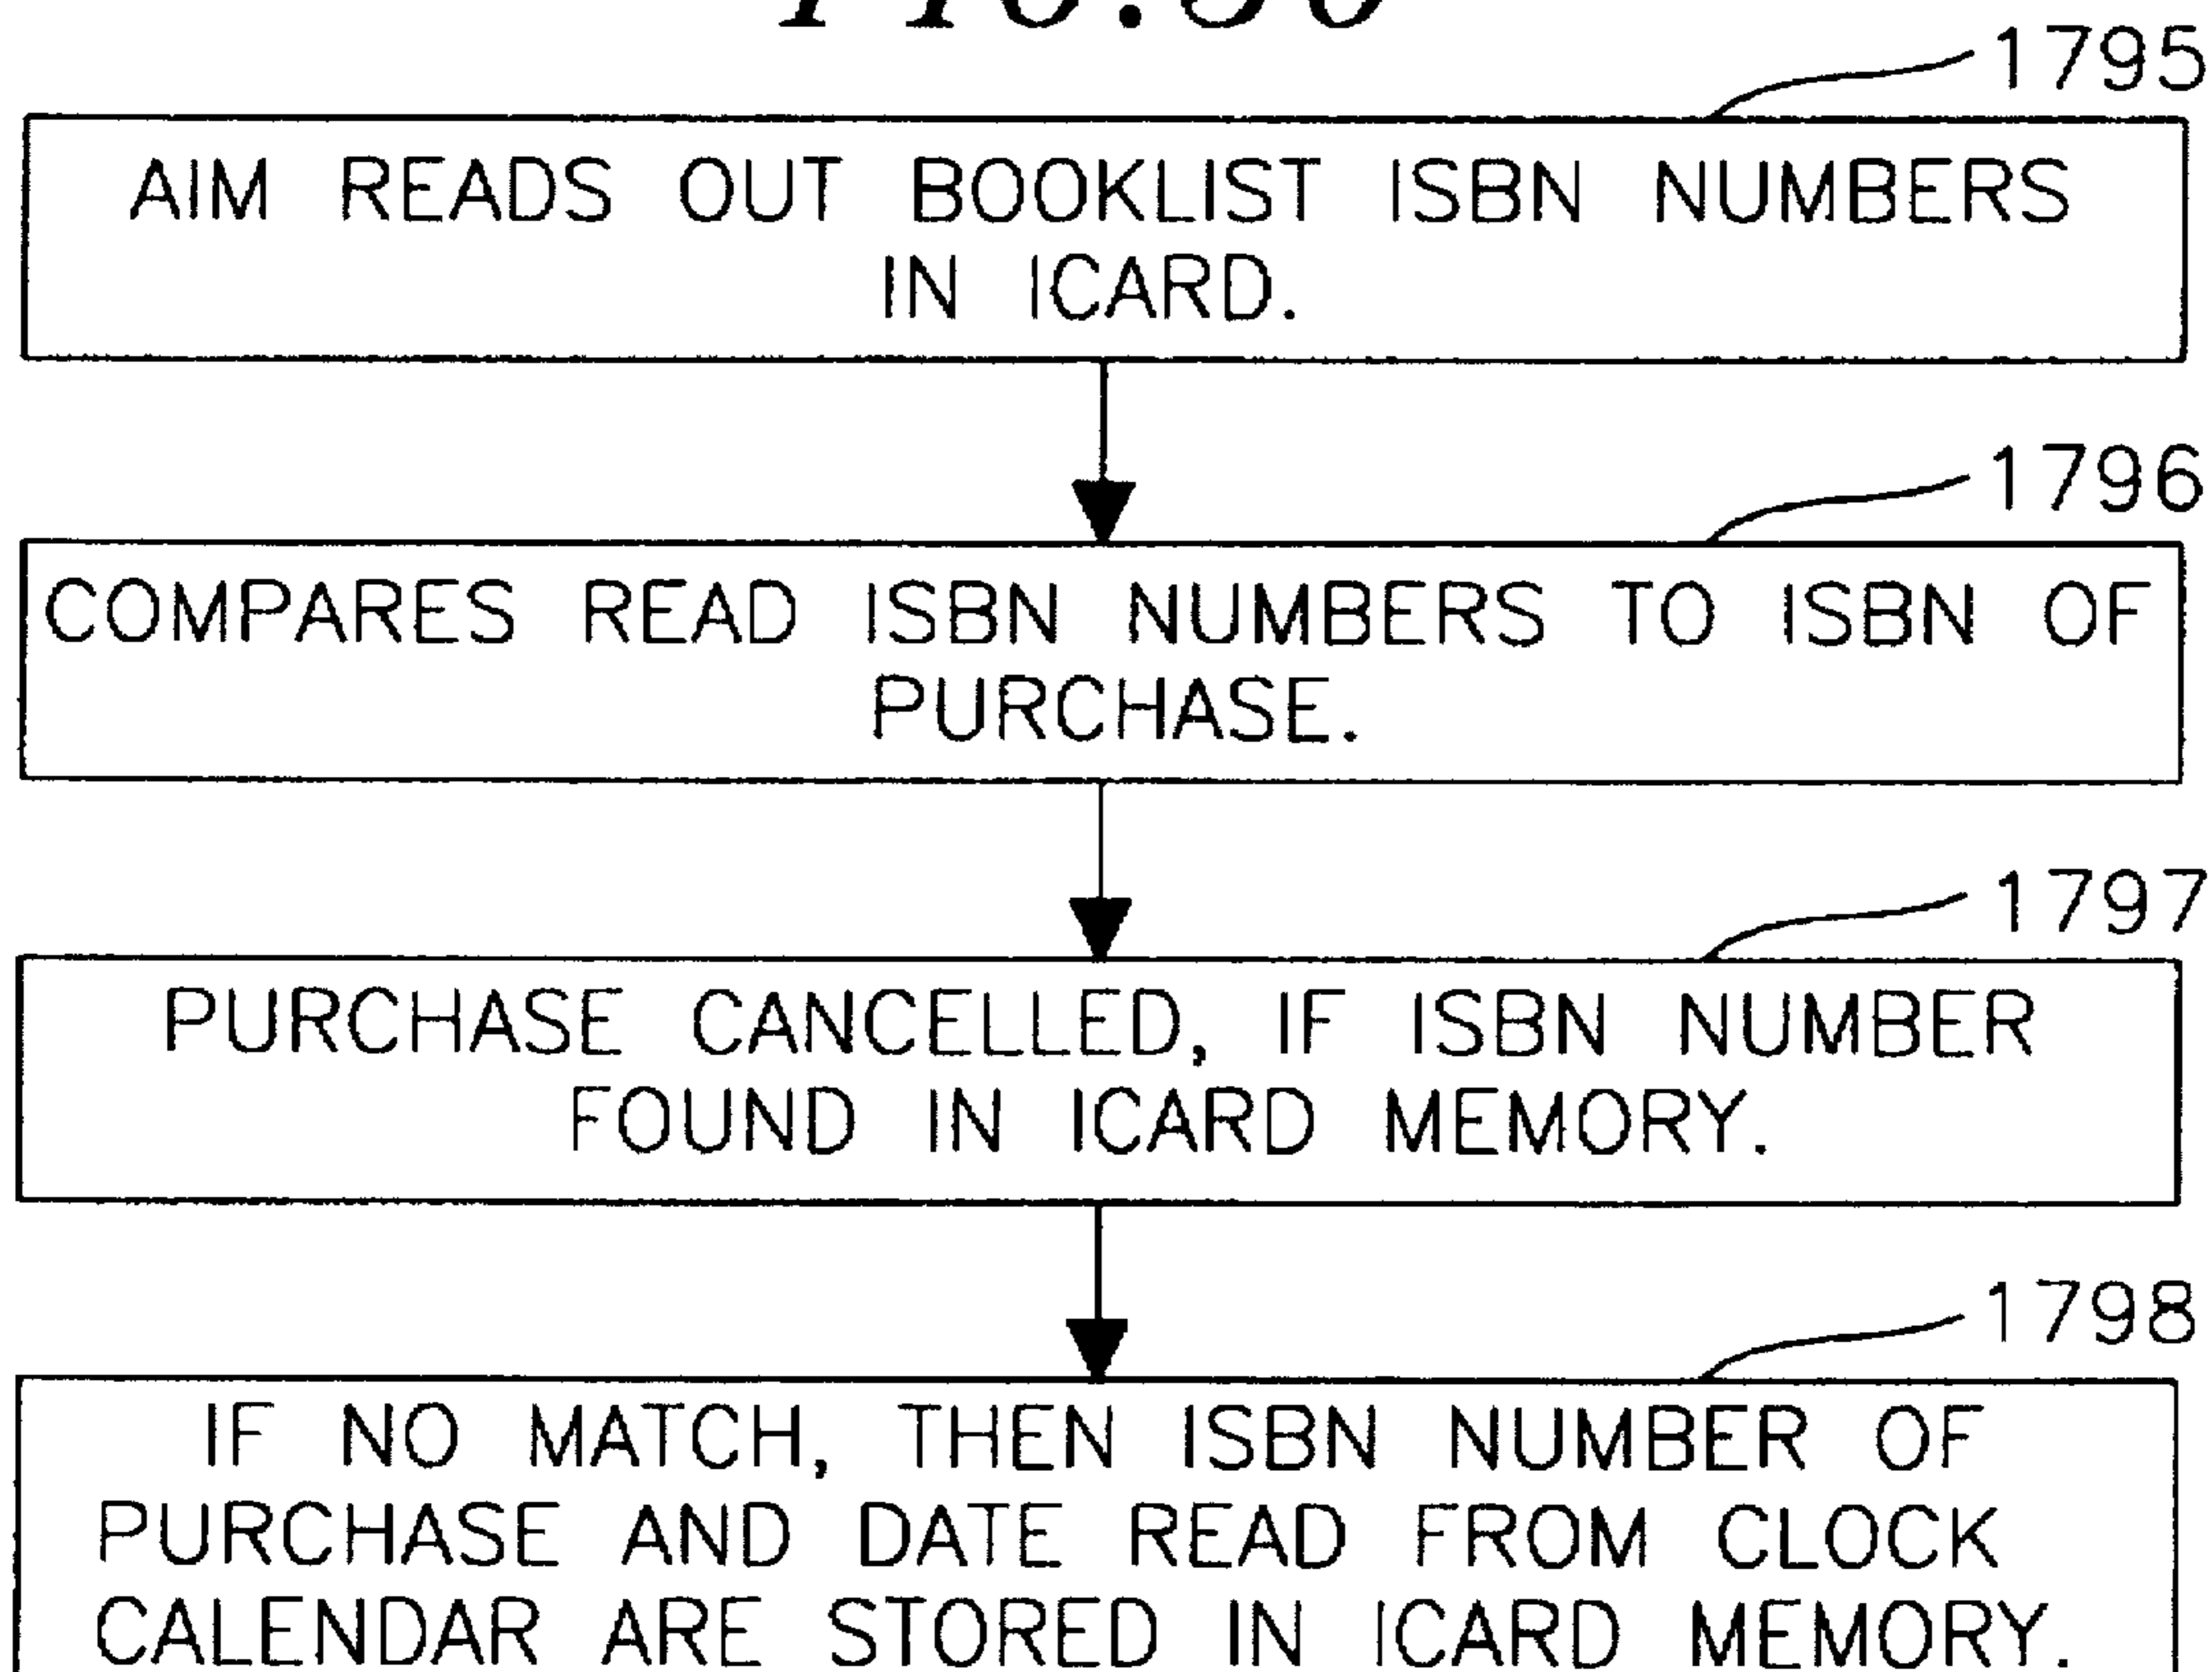 1795
AIM READS OUT BOOKLIST ISBN NUMBERS
IN ICARD.
1796
COMPARES READ ISBN NUMBERS TO ISBN OF
PURCHASE.
1797
PURCHASE CANCELLED, IF ISBN NUMBER
FOUND IN ICARD MEMORY.
1798
IF NO MATCH, THEN ISBN NUMBER OF
PURCHASE AND DATE READ FROM CLOCK
CALENDAR ARE STORED IN ICARD MEMORY.